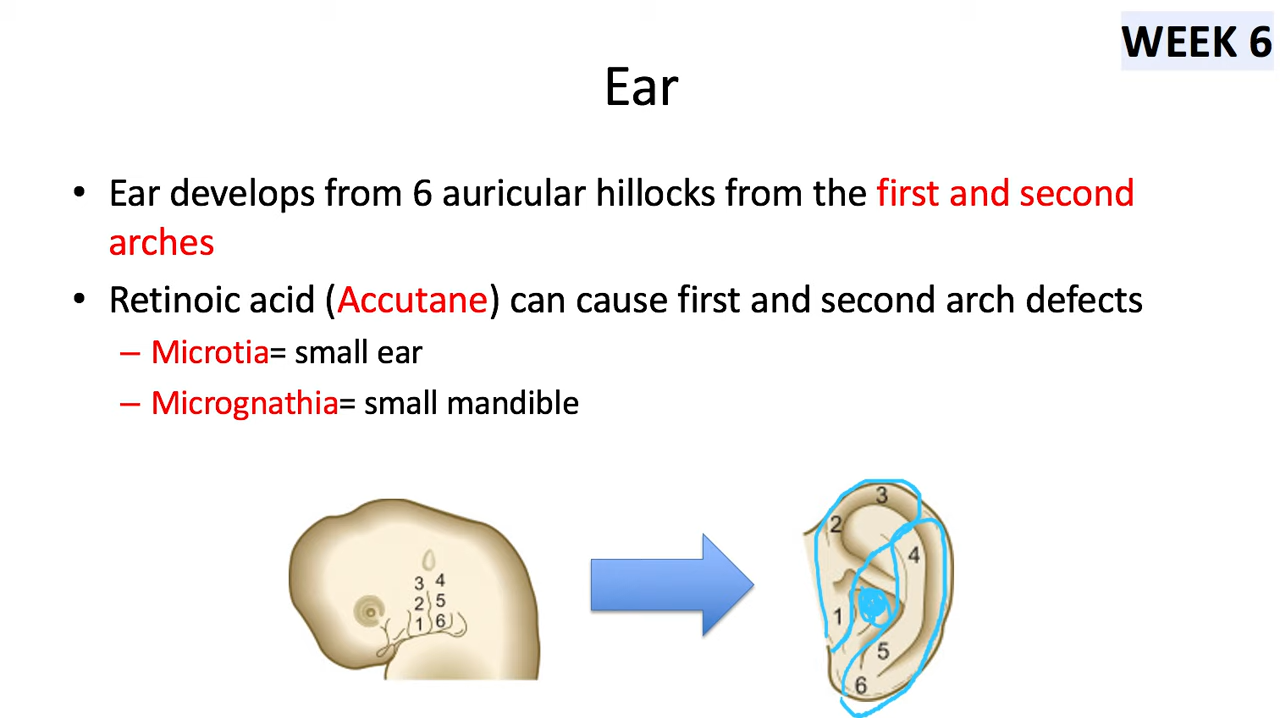 WEEK 6
Ear
• Ear develops from 6 auricular hillocks from the first and second
arches
• Retinoic acid (Accutane) can cause first and second arch defects
– Microtia= small ear
– Micrognathia= small mandible
3 4
2 5
1 6
3
2
4
1
5
6